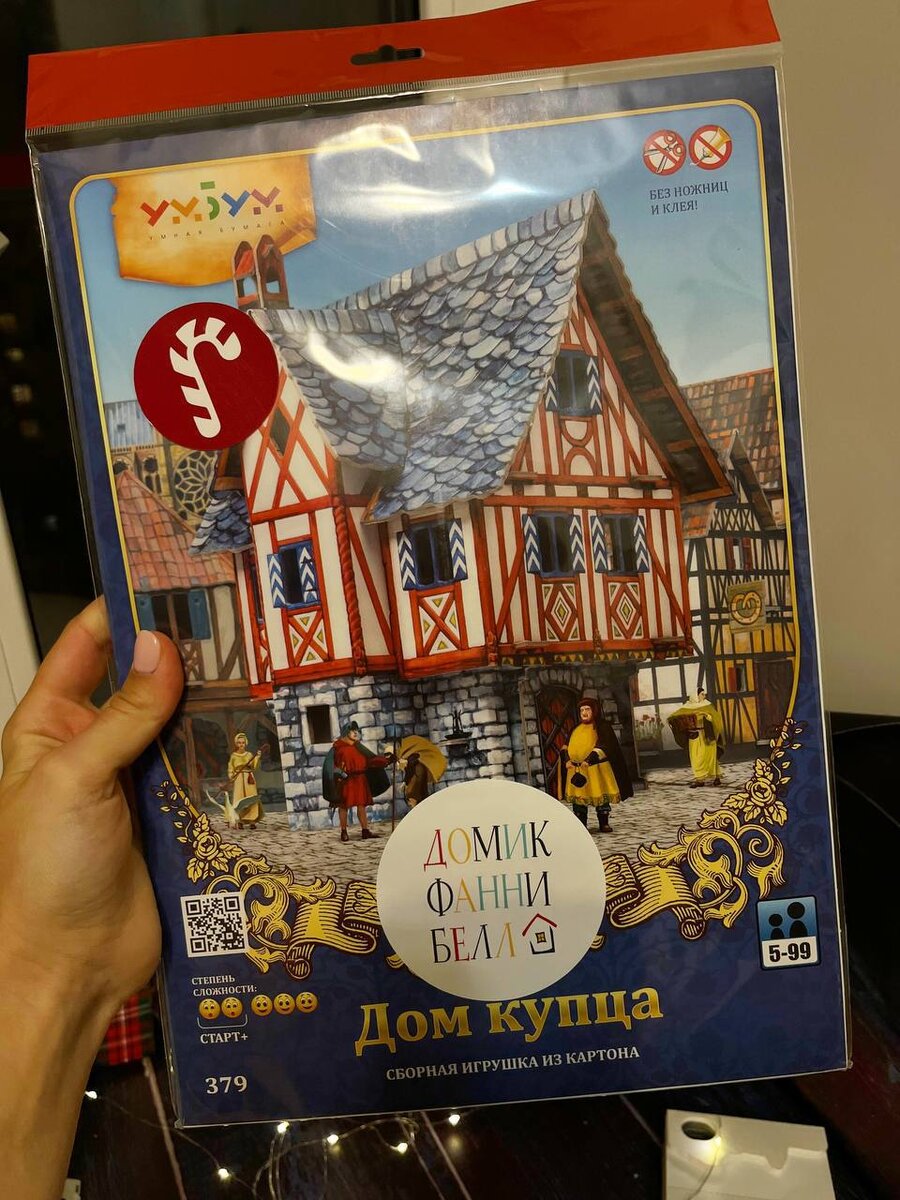 УМБУМ
УМНАЯ БУМАГА
БЕЗ НОЖНИЦ
И КЛЕЯ!
ДОМИК
ФАННИ
БЕЛЛ
5-99
СТЕПЕНЬ
СЛОЖНОСТИ:
СТАРТ+
Дом купца
СБОРНАЯ ИГРУШКА ИЗ КАРТОНА
379